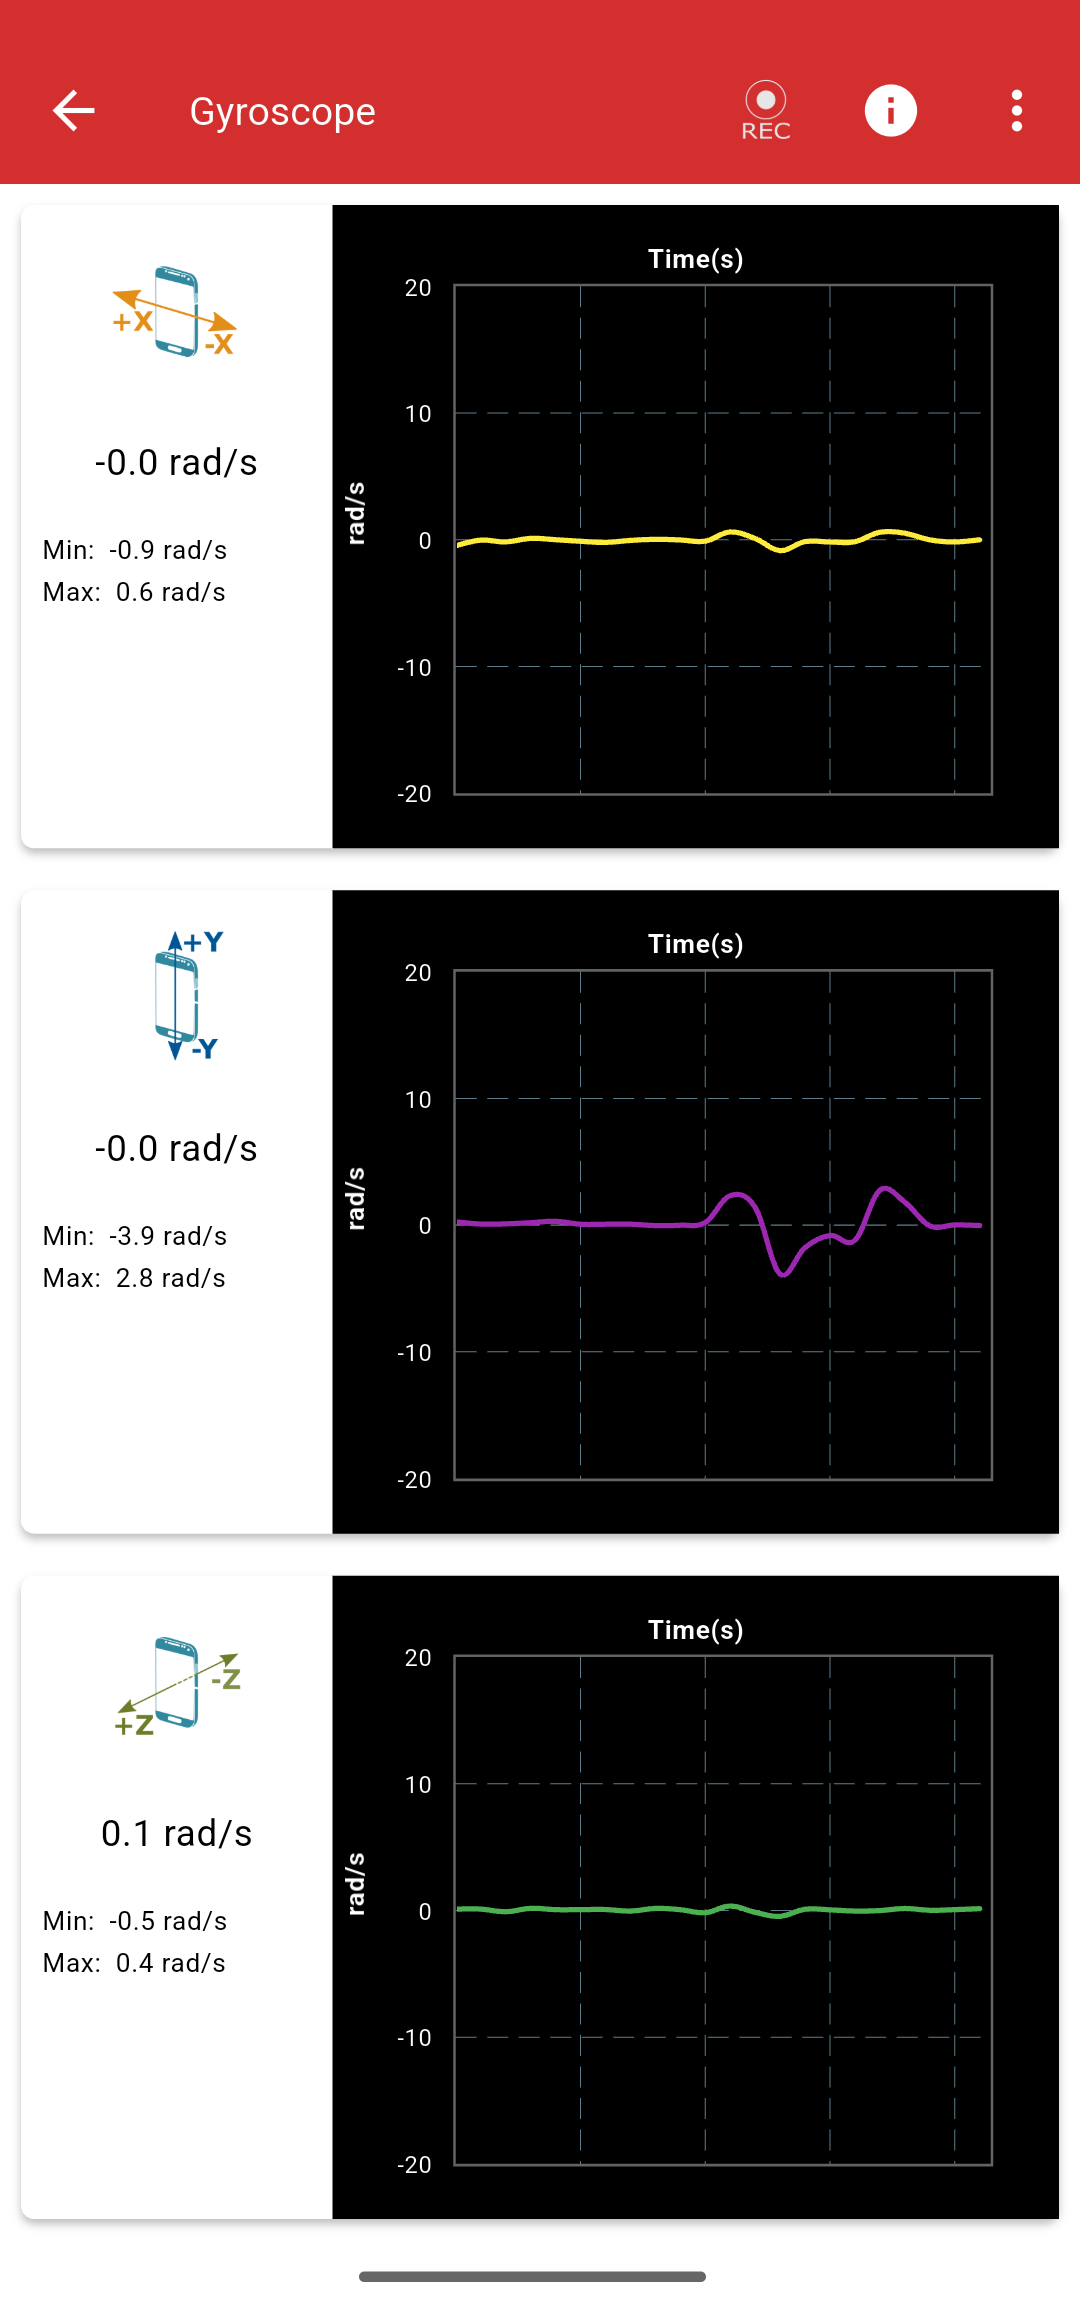 Gyroscope
REC
+X
-X
-0.0 rad/s
Min: -0.9 rad/s
Max: 0.6 rad/s
Time(s)
20
10
0
-10
-20
rad/s
+Y
-Y
-0.0 rad/s
Min: -3.9 rad/s
Max: 2.8 rad/s
Time(s)
20
10
0
-10
-20
rad/s
-Z
+Z
0.1 rad/s
Min: -0.5 rad/s
Max: 0.4 rad/s
Time(s)
20
10
0
-10
-20
rad/s